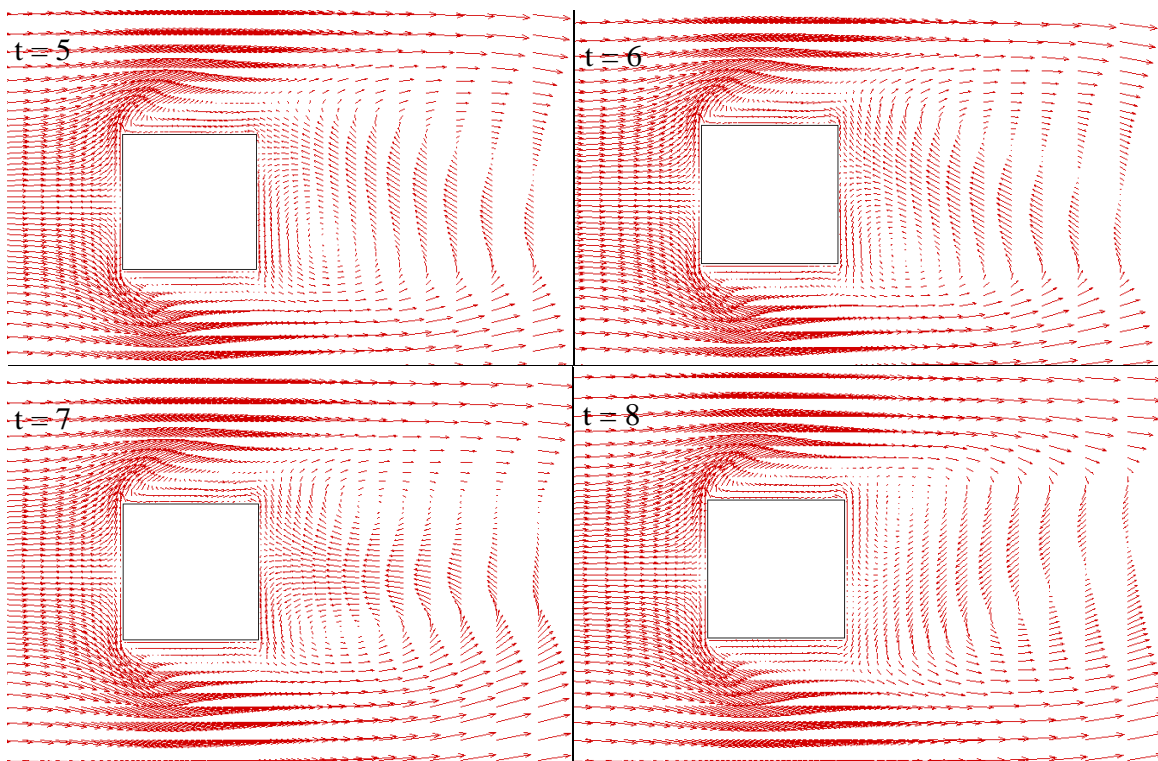 t = 5
t = 6
t = 7
t = 8